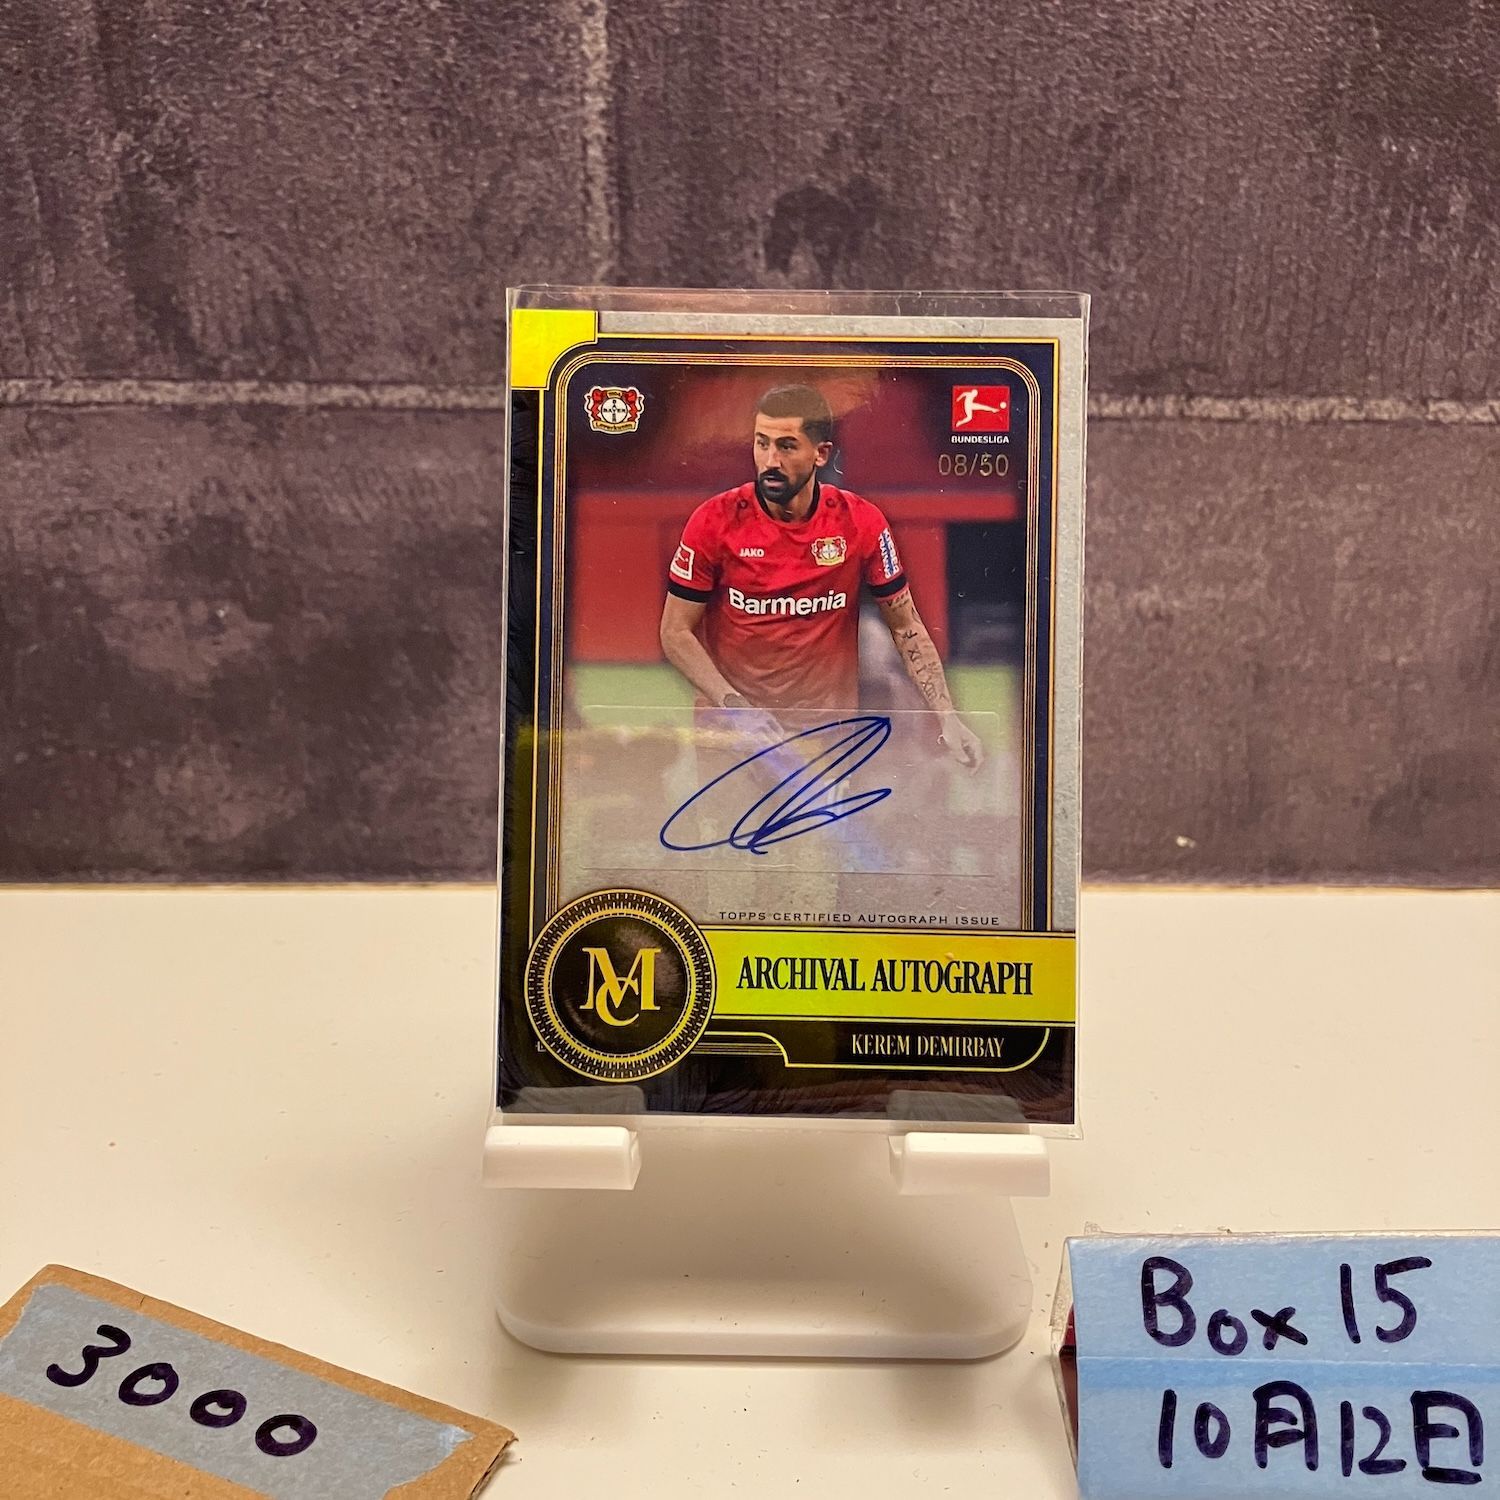 BUNDESLIGA
08/50
JAKO
Barmenia
TOPPS CERTIFIED AUTOGRAPH ISSUE
MC
ARCHIVAL AUTOGRAPH
KEREM DEMIRBAY
3000
Box 15
10月12日